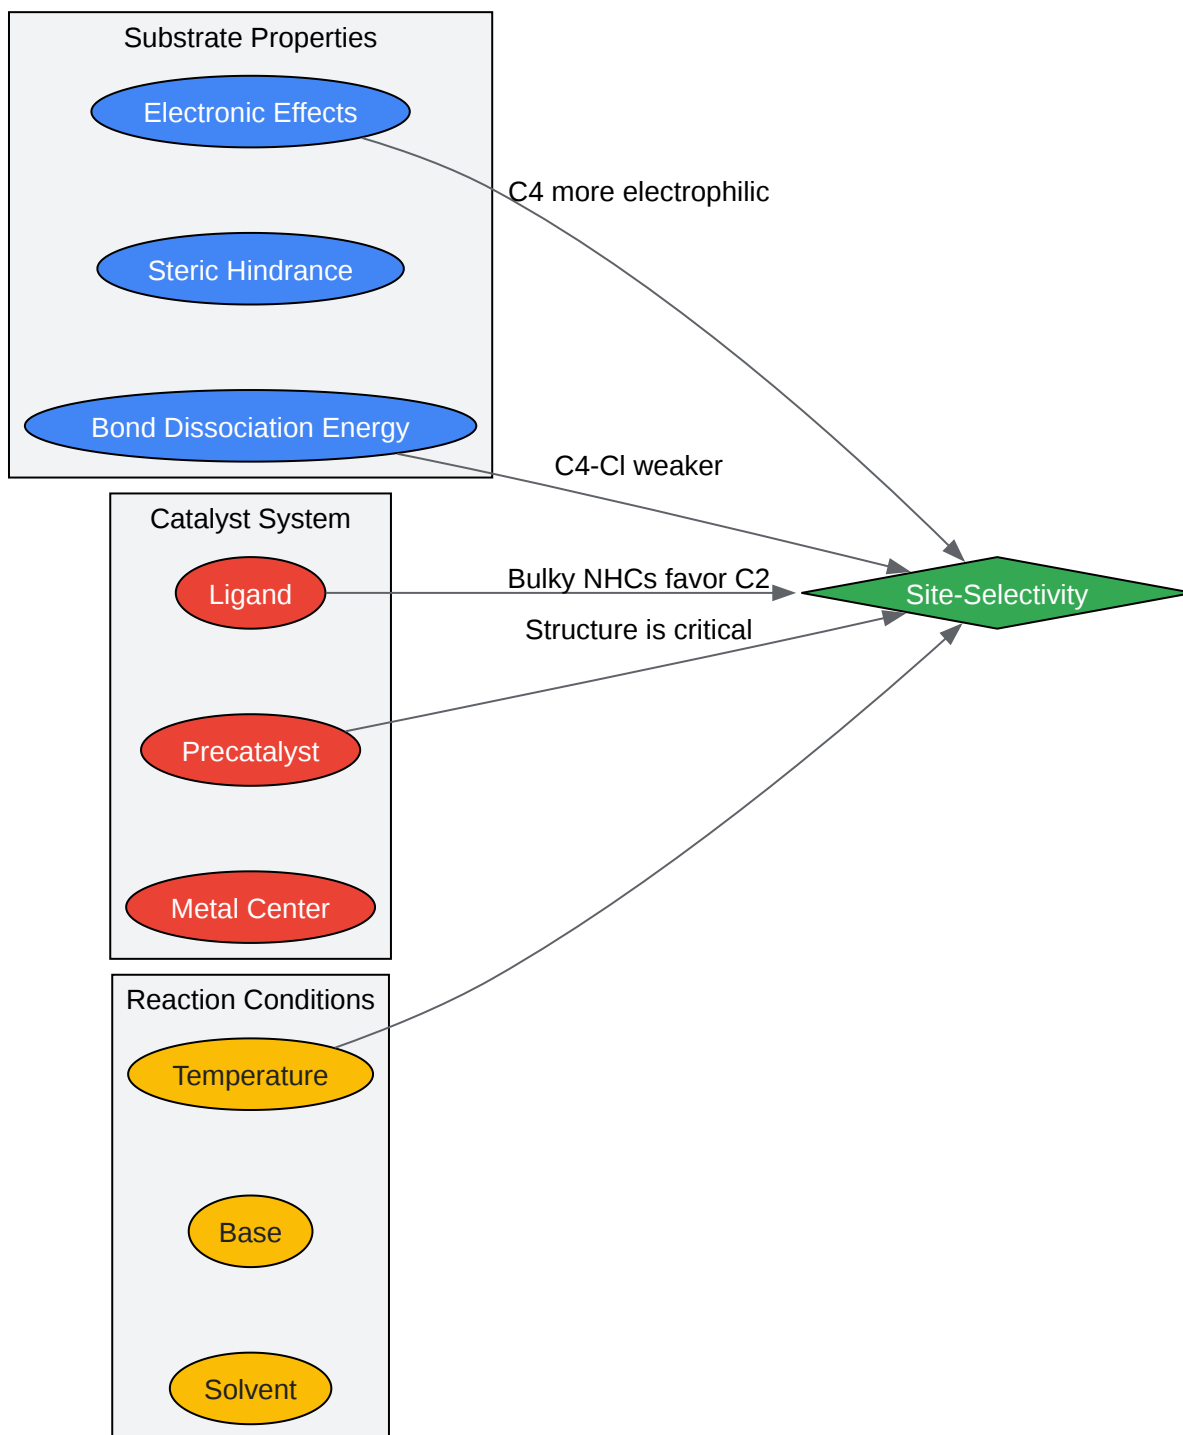 Substrate Properties
Electronic Effects
C4 more electrophilic
Steric Hindrance
Bond Dissociation Energy
C4-Cl weaker
Catalyst System
Ligand
Bulky NHCs favor C2
Site-Selectivity
Structure is critical
Precatalyst
Metal Center
Reaction Conditions
Temperature
Base
Solvent